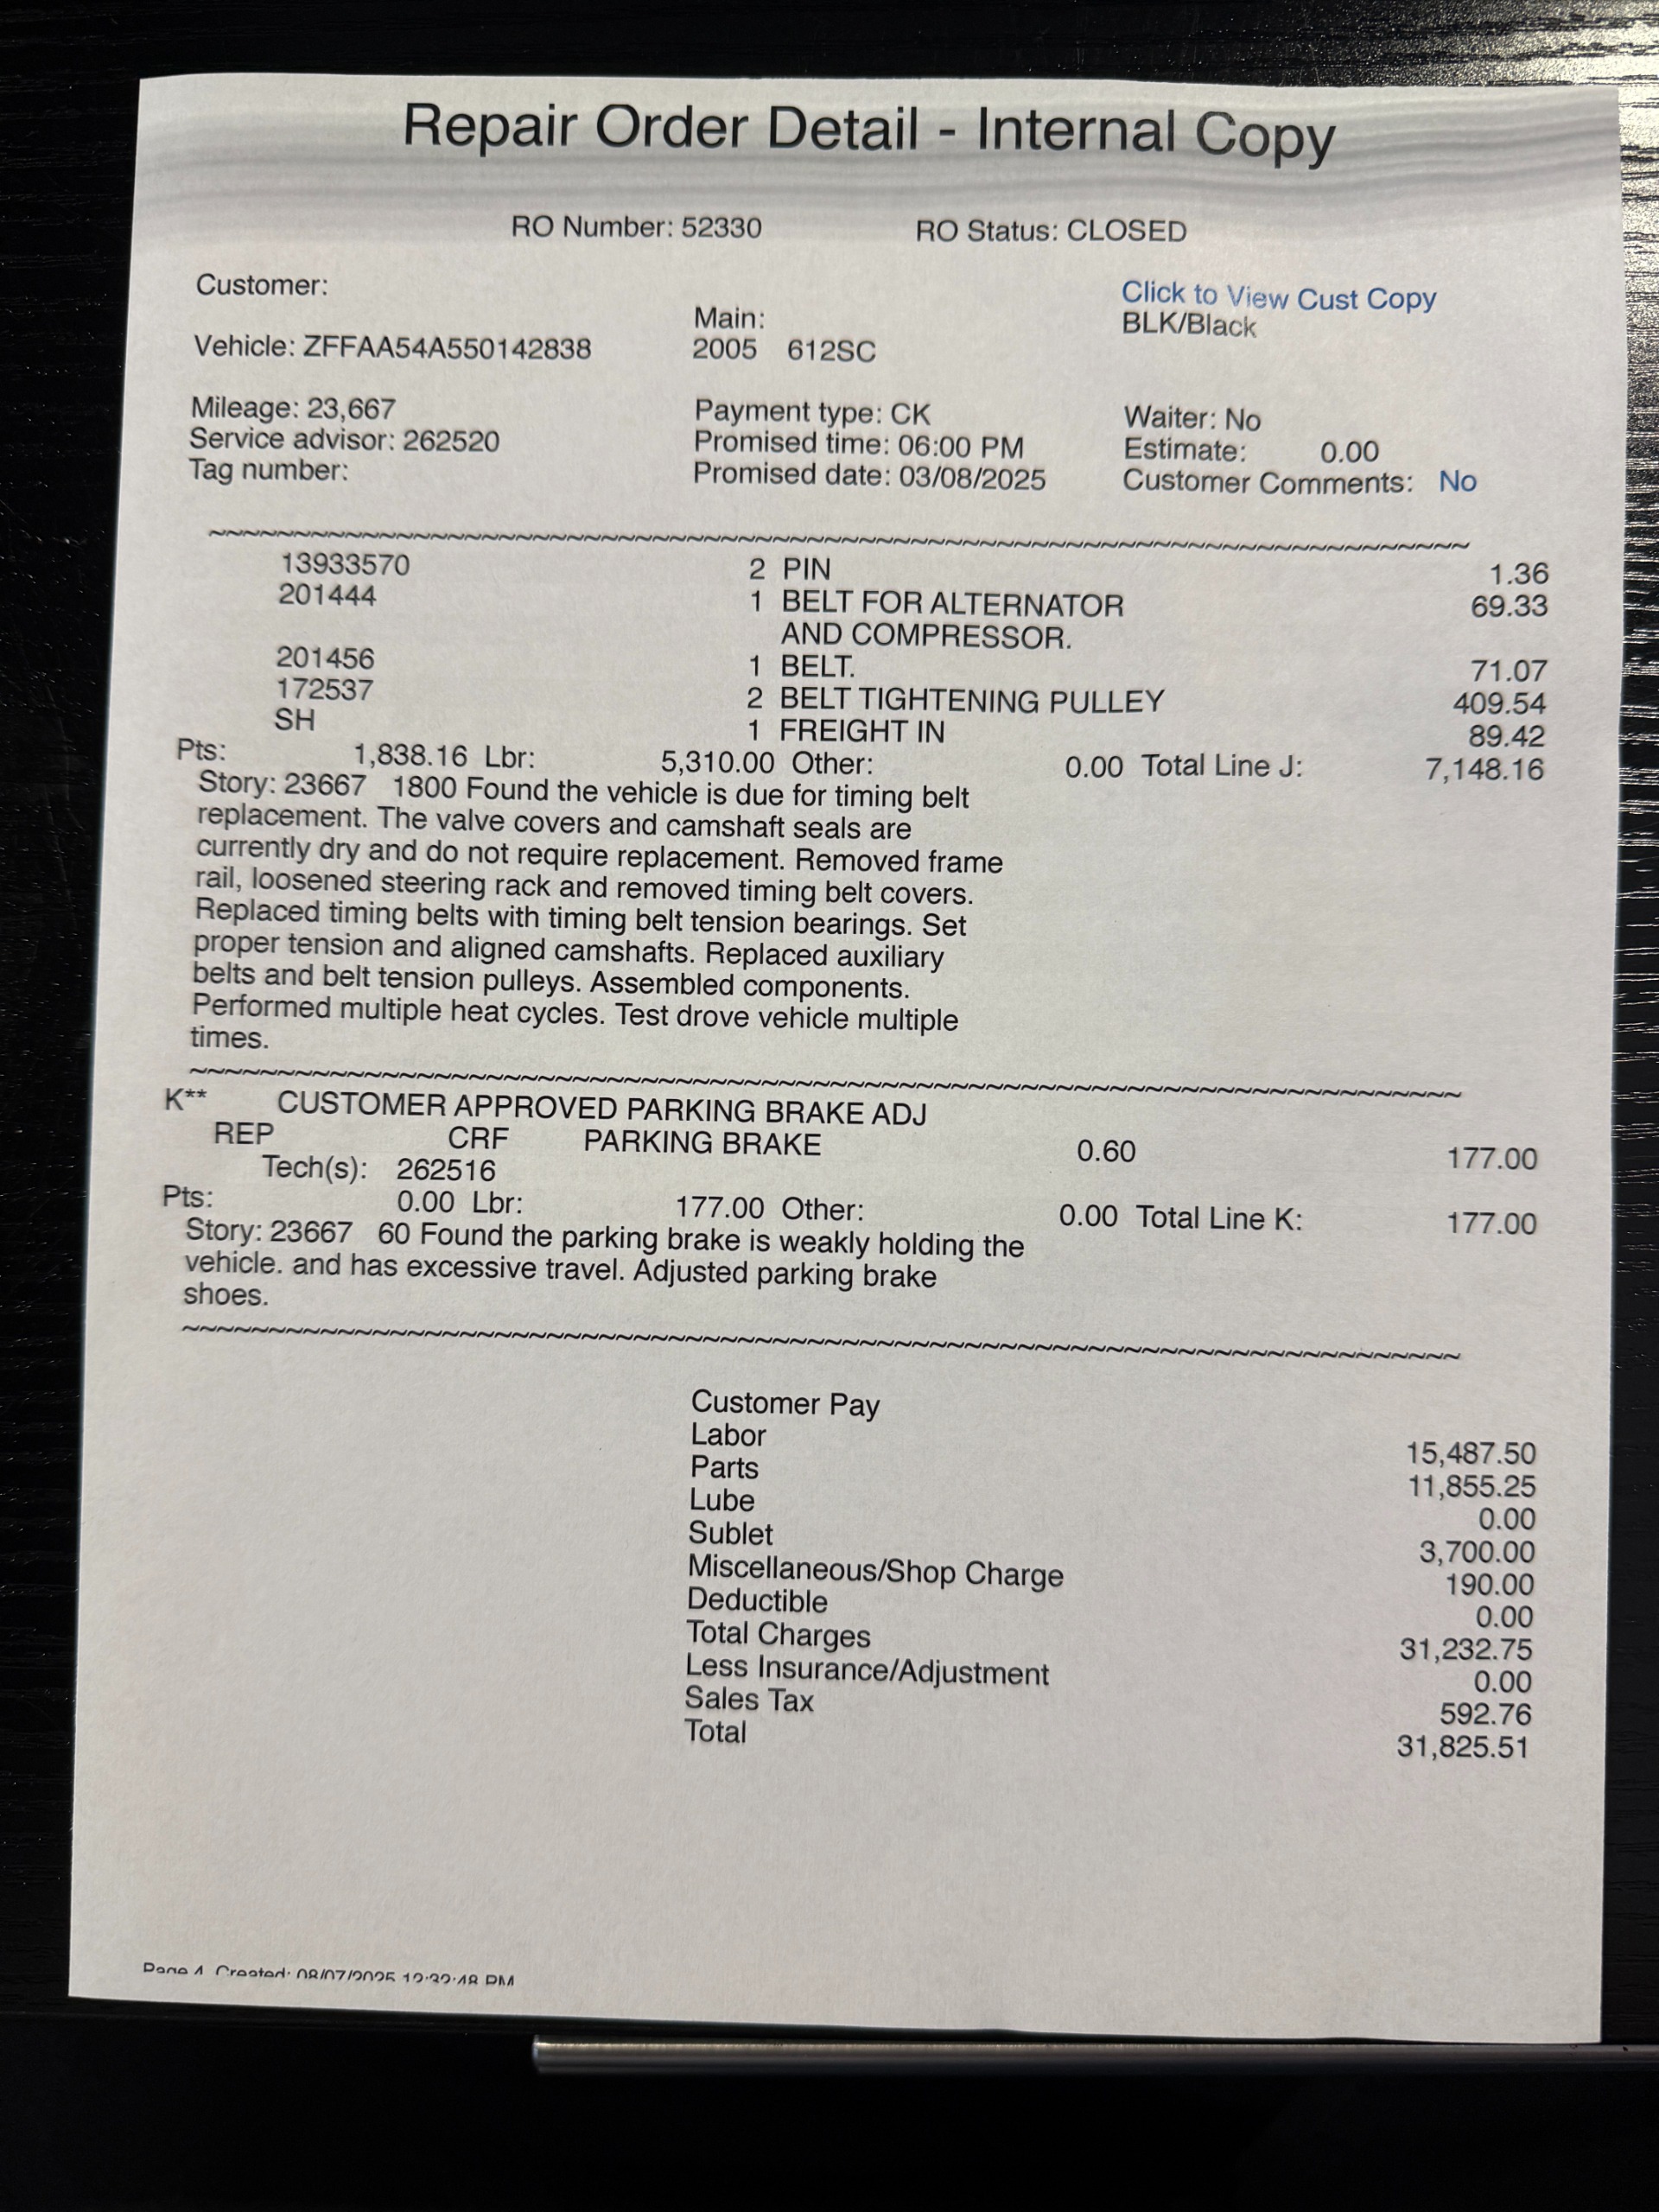 Repair Order Detail - Internal Copy
RO Number: 52330 RO Status: CLOSED
Customer:
Click to View Cust Copy
Main: BLK/Black
Vehicle: ZFFAA54A550142838 2005 612SC
Mileage: 23,667 Payment type: CK Waiter: No
Service advisor: 262520 Promised time: 06:00 PM Estimate: 0.00
Tag number: Promised date: 03/08/2025 Customer Comments: No
13933570 2 PIN 1.36
201444 1 BELT FOR ALTERNATOR 69.33
AND COMPRESSOR.
201456 1 BELT. 71.07
172537 2 BELT TIGHTENING PULLEY 409.54
SH 1 FREIGHT IN 89.42
Pts: 1,838.16 Lbr: 5,310.00 Other: 0.00 Total Line J: 7,148.16
Story: 23667 1800 Found the vehicle is due for timing belt
replacement. The valve covers and camshaft seals are
currently dry and do not require replacement. Removed frame
rail, loosened steering rack and removed timing belt covers.
Replaced timing belts with timing belt tension bearings. Set
proper tension and aligned camshafts. Replaced auxiliary
belts and belt tension pulleys. Assembled components.
Performed multiple heat cycles. Test drove vehicle multiple
times.
K** CUSTOMER APPROVED PARKING BRAKE ADJ
REP CRF PARKING BRAKE 0.60 177.00
Tech(s): 262516
Pts: 0.00 Lbr: 177.00 Other: 0.00 Total Line K: 177.00
Story: 23667 60 Found the parking brake is weakly holding the
vehicle. and has excessive travel. Adjusted parking brake
shoes.
Customer Pay
Labor 15,487.50
Parts 11,855.25
Lube 0.00
Sublet 3,700.00
Miscellaneous/Shop Charge 190.00
Deductible 0.00
Total Charges 31,232.75
Less Insurance/Adjustment 0.00
Sales Tax 592.76
Total 31,825.51
Page 4 Created: 08/07/2025 12:32:48 PM